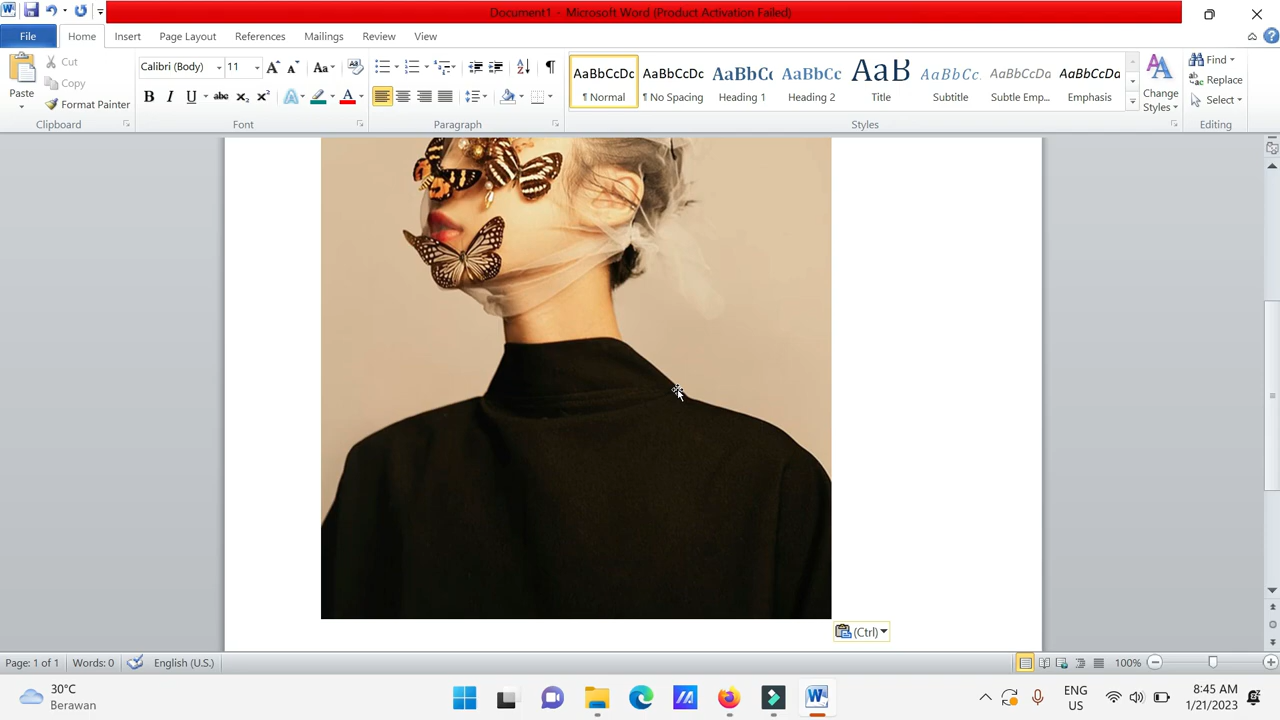 Document1 - Microsoft Word (Product Activation Failed)
File Home Insert Page Layout References Mailings Review View
Paste
Cut
Copy
Format Painter
Clipboard
Calibri (Body) 11
Font
Paragraph
AaBbCcDc AaBbCcDc AaBbC AaBbCc AaB AaBbCc. AaBbCcDc AaBbCcDc
¶ Normal ¶ No Spacing Heading 1 Heading 2 Title Subtitle Subtle Emp... Emphasis
Styles
Change Styles
Find
Replace
Select
Editing
(Ctrl)
Page: 1 of 1 Words: 0 English (U.S.) 100%
30°C
Berawan
ENG
US
8:45 AM
1/21/2023